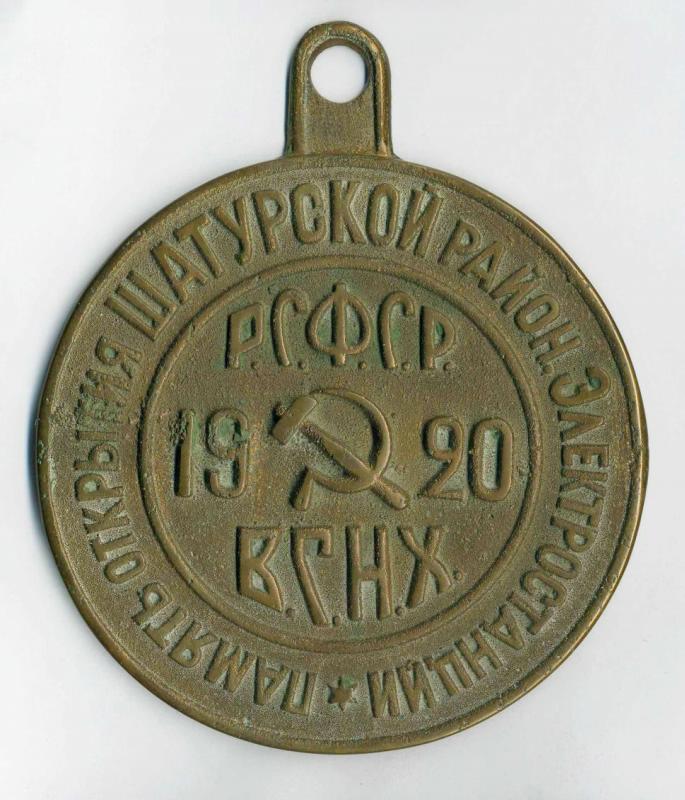 ПАМЯТЬ ОТКРЫТИЯ ШАТУРСКОЙ РАЙОН. ЭЛЕКТРОСТАНЦИИ
Р.С.Ф.С.Р.
19 20
В.С.Н.Х.